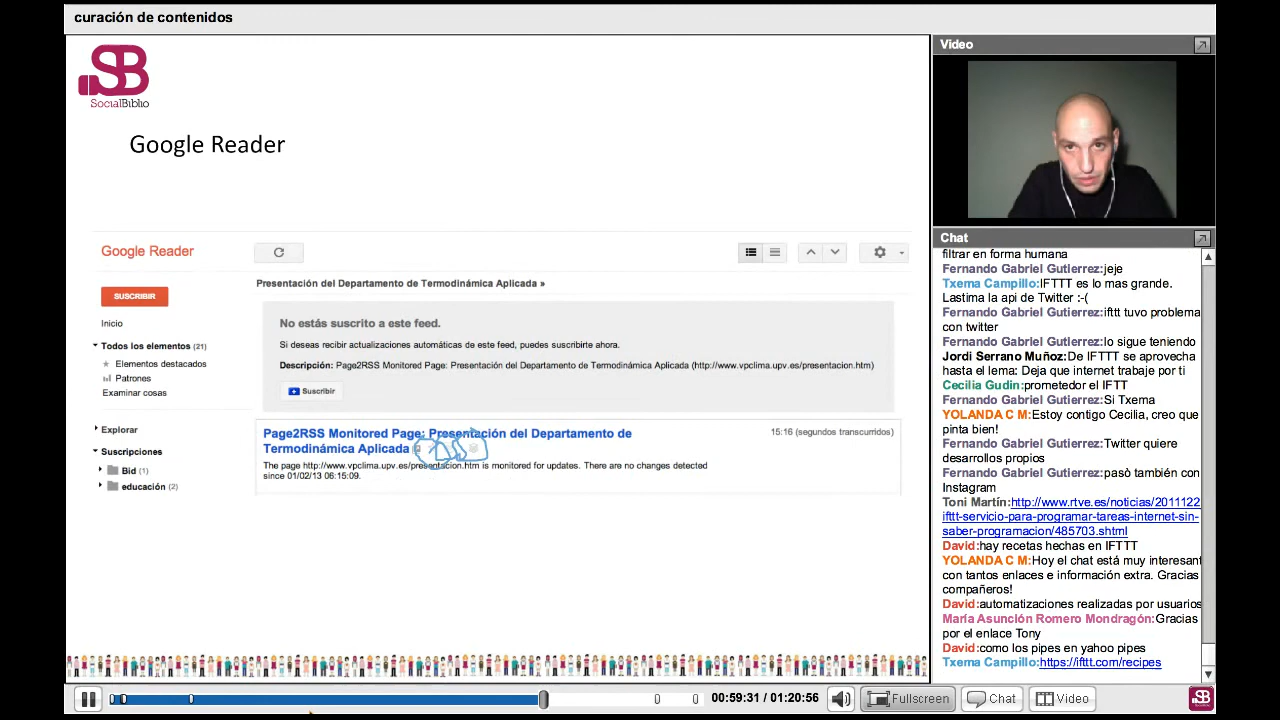 curación de contenidos
SB
SocialBiblio
Google Reader
Google Reader
SUSCRIBIR
Inicio
Todos los elementos (21)
Elementos destacados
Patrones
Examinar cosas
Explorar
Suscripciones
Bid (1)
educación (2)
Presentación del Departamento de Termodinámica Aplicada »
No estás suscrito a este feed.
Si deseas recibir actualizaciones automáticas de este feed, puedes suscribirte ahora.
Descripción: Page2RSS Monitored Page: Presentación del Departamento de Termodinámica Aplicada (http://www.vpclima.upv.es/presentacion.htm)
Suscribir
Page2RSS Monitored Page: Presentación del Departamento de
Termodinámica Aplicada
15:16 (segundos transcurridos)
The page http://www.vpclima.upv.es/presentacion.htm is monitored for updates. There are no changes detected
since 01/02/13 06:15:09.
Video
Chat
filtrar en forma humana
Fernando Gabriel Gutierrez:jeje
Txema Campillo:IFTTT es lo mas grande.
Lastima la api de Twitter :-(
Fernando Gabriel Gutierrez:ifttt tuvo problema
con twitter
Fernando Gabriel Gutierrez:lo sigue teniendo
Jordi Serrano Muñoz:De IFTTT se aprovecha
hasta el lema: Deja que internet trabaje por ti
Cecilia Gudin:prometedor el IFTT
Fernando Gabriel Gutierrez:Si Txema
YOLANDA C M:Estoy contigo Cecilia, creo que
pinta bien!
Fernando Gabriel Gutierrez:Twitter quiere
desarrollos propios
Fernando Gabriel Gutierrez:pasò también con
Instagram
Toni Martín:http://www.rtve.es/noticias/2011122
ifttt-servicio-para-programar-tareas-internet-sin-
saber-programacion/485703.shtml
David:hay recetas hechas en IFTTT
YOLANDA C M:Hoy el chat está muy interesant
con tantos enlaces e información extra. Gracias
compañeros!
David:automatizaciones realizadas por usuarios
María Asunción Romero Mondragón:Gracias
por el enlace Tony
David:como los pipes en yahoo pipes
Txema Campillo:https://ifttt.com/recipes
00:59:31 / 01:20:56
Fullscreen
Chat
Video
SB